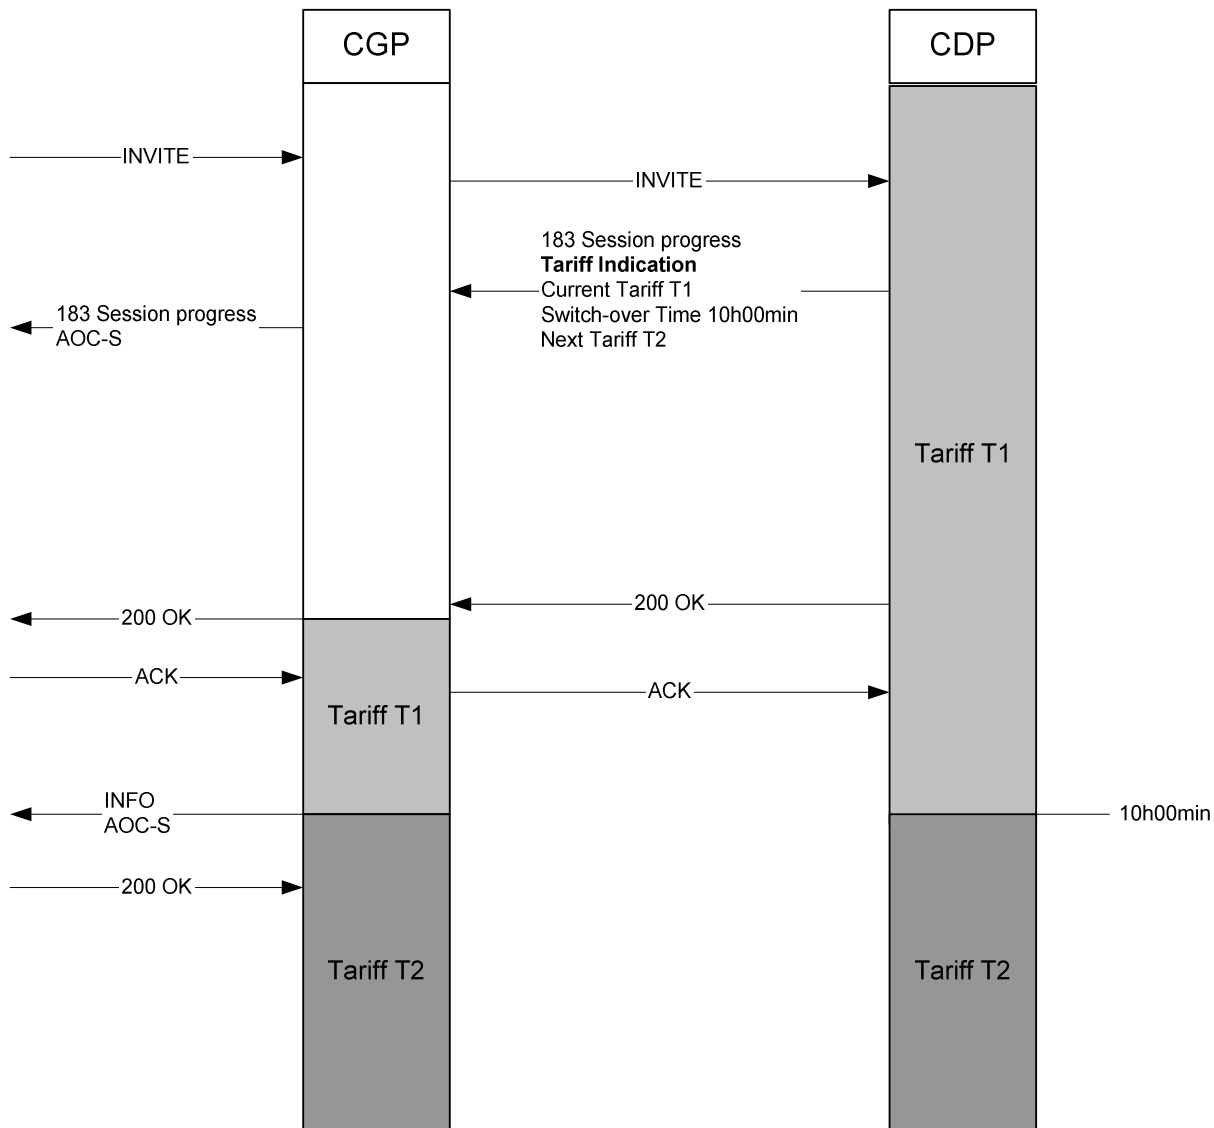 CGP
CDP
INVITE
INVITE
183 Session progress
Tariff Indication
Current Tariff T1
Switch-over Time 10h00min
Next Tariff T2
183 Session progress
AOC-S
Tariff T1
200 OK
200 OK
ACK
ACK
Tariff T1
INFO
AOC-S
10h00min
200 OK
Tariff T2
Tariff T2